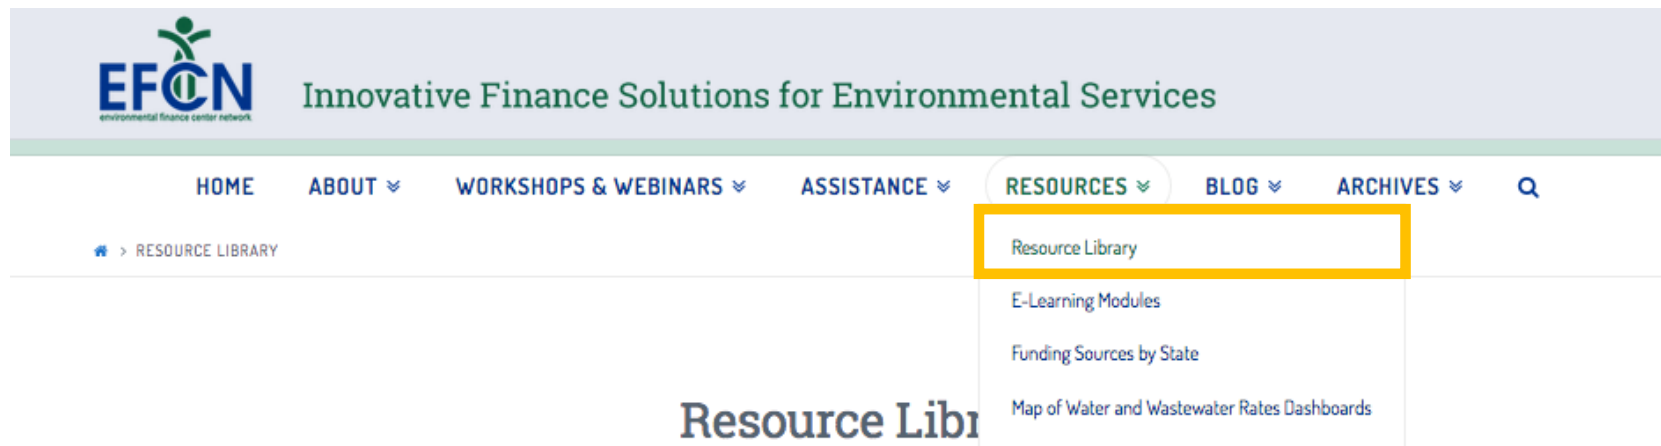 EFCN
environmental finance center network
Innovative Finance Solutions for Environmental Services
HOME ABOUT WORKSHOPS & WEBINARS ASSISTANCE RESOURCES BLOG ARCHIVES
> RESOURCE LIBRARY
Resource Library
E-Learning Modules
Funding Sources by State
Map of Water and Wastewater Rates Dashboards
Resource Libr